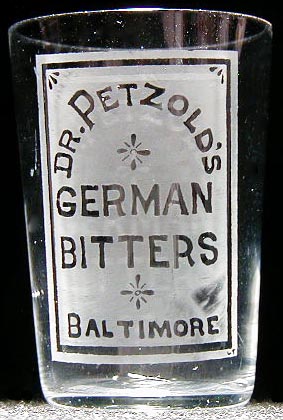 DR. PETZOLD'S
GERMAN
BITTERS
BALTIMORE